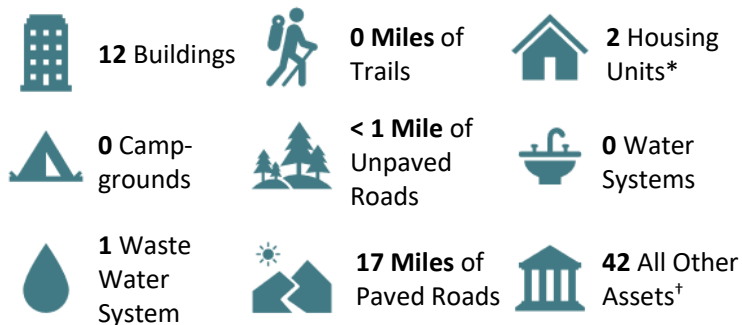 12 Buildings
0 Miles of
Trails
2 Housing
Units*
0 Camp-
grounds
< 1 Mile of
Unpaved
Roads
0 Water
Systems
1 Waste
Water
System
17 Miles of
Paved Roads
42 All Other
Assets†